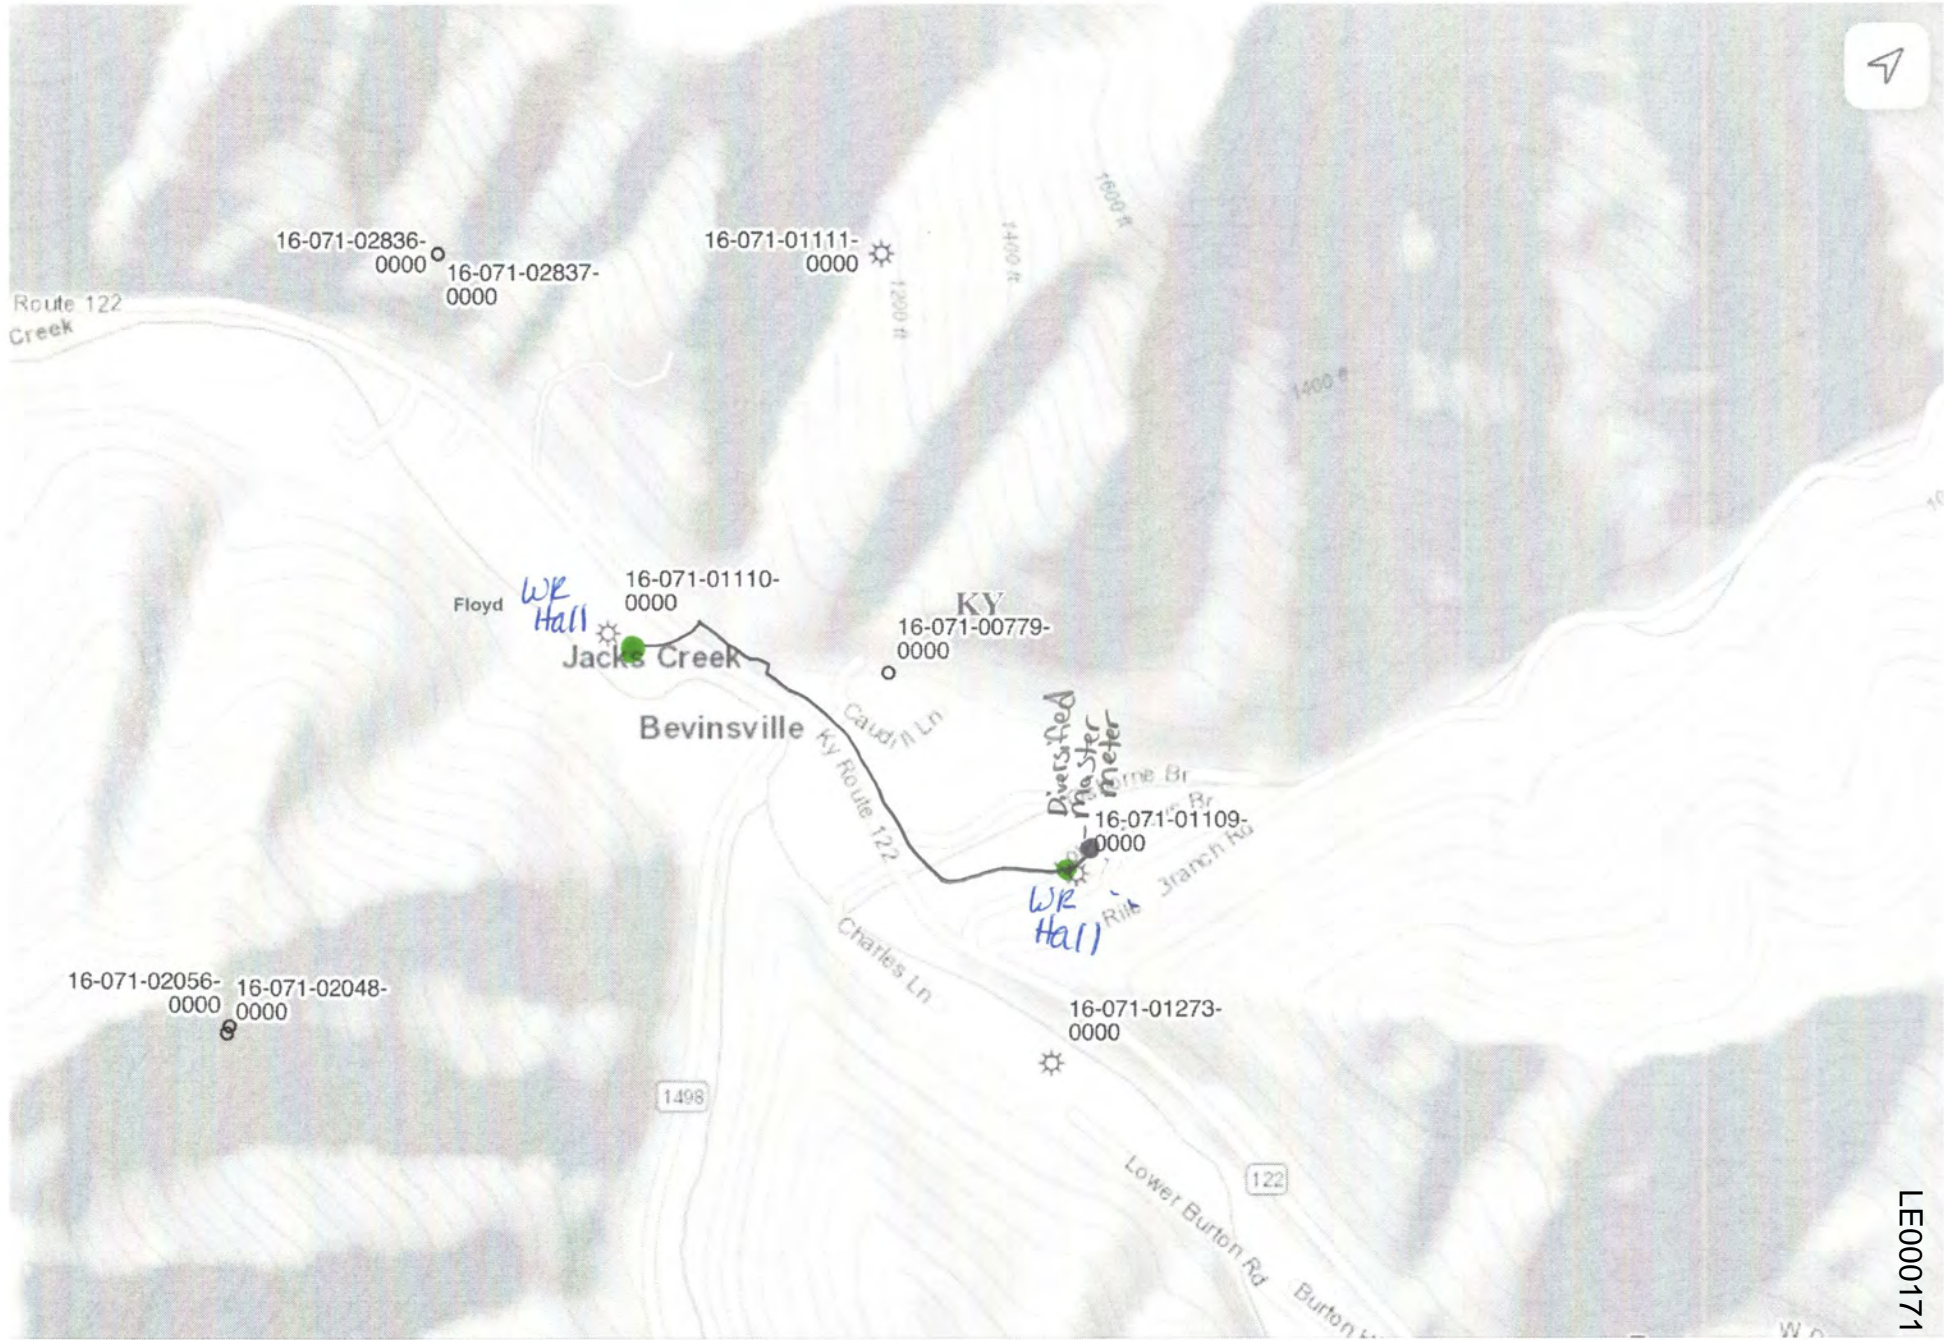 1600 ft
1400 ft
1200 ft
16-071-02836-
0000
16-071-02837-
0000
16-071-01111-
0000
Route 122
Creek
1400 ft
Floyd
WR
Hall
16-071-01110-
0000
Jacks Creek
KY
16-071-00779-
0000
Bevinsville
Caudill Ln
Ky Route 122
Diversified
master
meter
Br
Br
16-071-01109-
0000
Branch Rd
WR
Hall
Charles Ln
16-071-02056-
0000
16-071-02048-
0000
16-071-01273-
0000
1498
122
Lower Burton Rd
Burton
LE000171